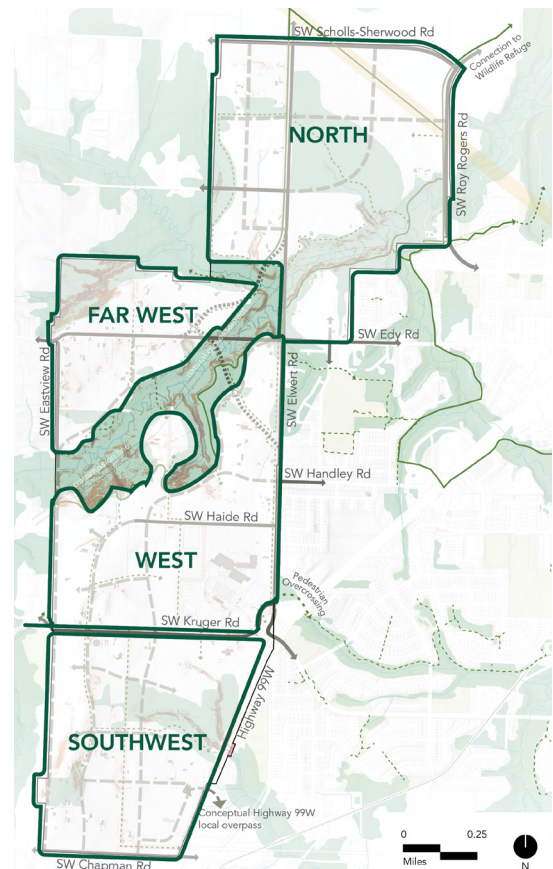 SW Scholls-Sherwood Rd
Connection to
Wildlife Refuge
NORTH
SW Roy Rogers Rd
FAR WEST
SW Eastview Rd
SW Edy Rd
SW Elwert Rd
SW Handley Rd
SW Haide Rd
WEST
Pedestrian
Overcrossing
SW Kruger Rd
Highway 99W
SOUTHWEST
Conceptual Highway 99W
local overpass
SW Chapman Rd
0 0.25
Miles
N